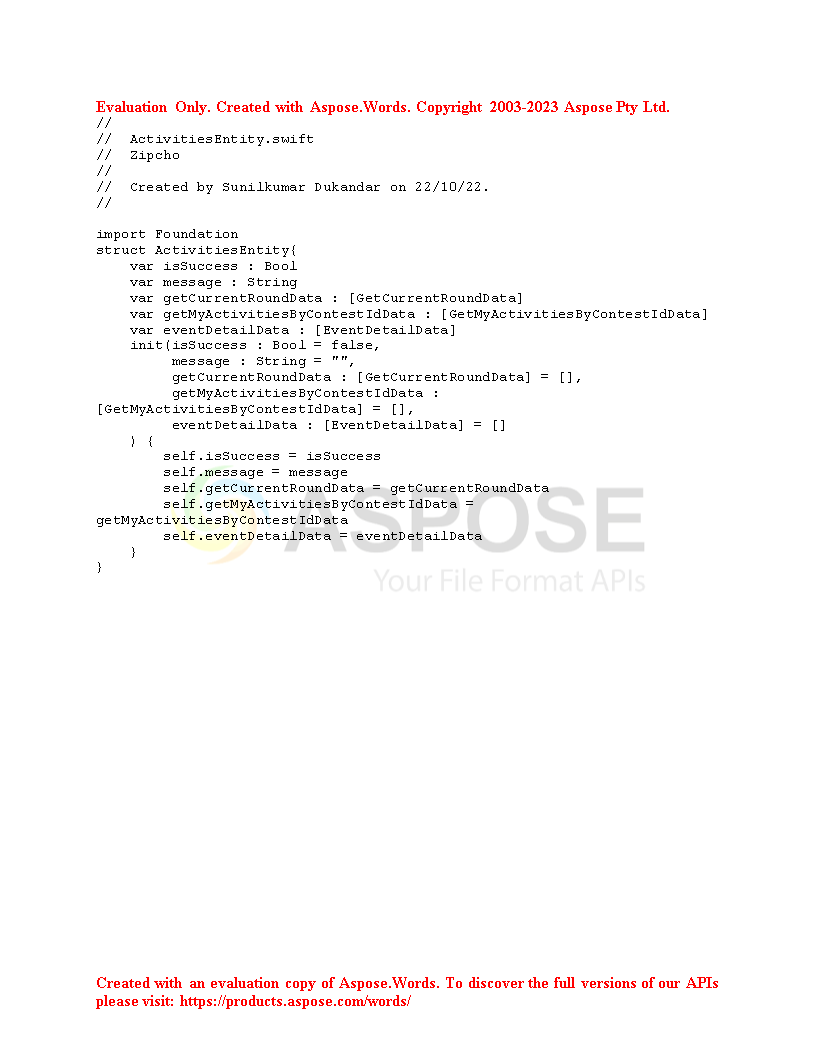 Evaluation Only. Created with Aspose.Words. Copyright 2003-2023 Aspose Pty Ltd.
//
//  ActivitiesEntity.swift
//  Zipcho
//
//  Created by Sunilkumar Dukandar on 22/10/22.
//

import Foundation
struct ActivitiesEntity{
    var isSuccess : Bool
    var message : String
    var getCurrentRoundData : [GetCurrentRoundData]
    var getMyActivitiesByContestIdData : [GetMyActivitiesByContestIdData]
    var eventDetailData : [EventDetailData]
    init(isSuccess : Bool = false,
         message : String = "",
         getCurrentRoundData : [GetCurrentRoundData] = [],
         getMyActivitiesByContestIdData :
[GetMyActivitiesByContestIdData] = [],
         eventDetailData : [EventDetailData] = []
    ) {
        self.isSuccess = isSuccess
        self.message = message
        self.getCurrentRoundData = getCurrentRoundData
        self.getMyActivitiesByContestIdData =
getMyActivitiesByContestIdData
        self.eventDetailData = eventDetailData
    }
}
ASPOSE
Your File Format APIs
Created with an evaluation copy of Aspose.Words. To discover the full versions of our APIs
please visit: https://products.aspose.com/words/